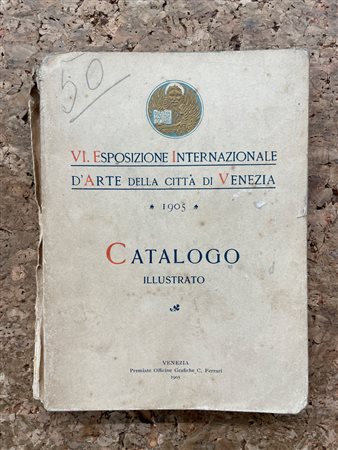 50
VI. ESPOSIZIONE INTERNAZIONALE
D'ARTE DELLA CITTÀ DI VENEZIA
1905
CATALOGO
ILLUSTRATO
VENEZIA
Premiate Officine Grafiche C. Ferrari
1905